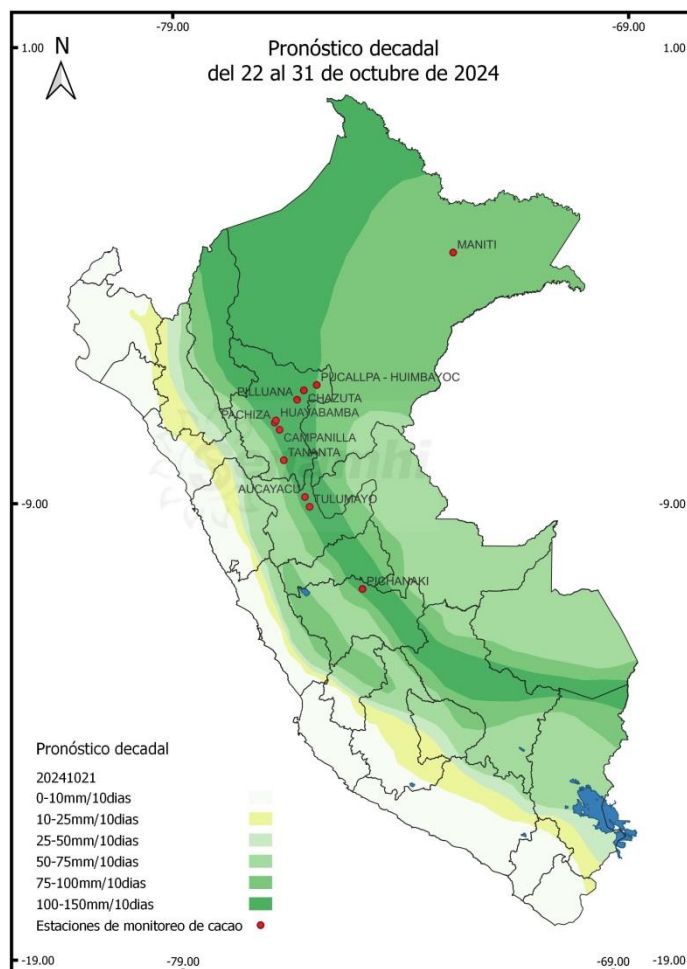 -79.00
-69.00
1.00
1.00
N
Pronóstico decadal
del 22 al 31 de octubre de 2024
MANITI
PUCALLPA - HUIMBAYOC
PILLUANA
CHAZUTA
PACHIZA
HUAYABAMBA
CAMPANILLA
TANANTA
Senamhi
AUCAYACU
TULUMAYO
-9.00
-9.00
PICHANAKI
Pronóstico decadal
20241021
0-10mm/10dias
10-25mm/10dias
25-50mm/10dias
50-75mm/10dias
75-100mm/10dias
100-150mm/10dias
Estaciones de monitoreo de cacao
-19.00
-79.00
-69.00
-19.00